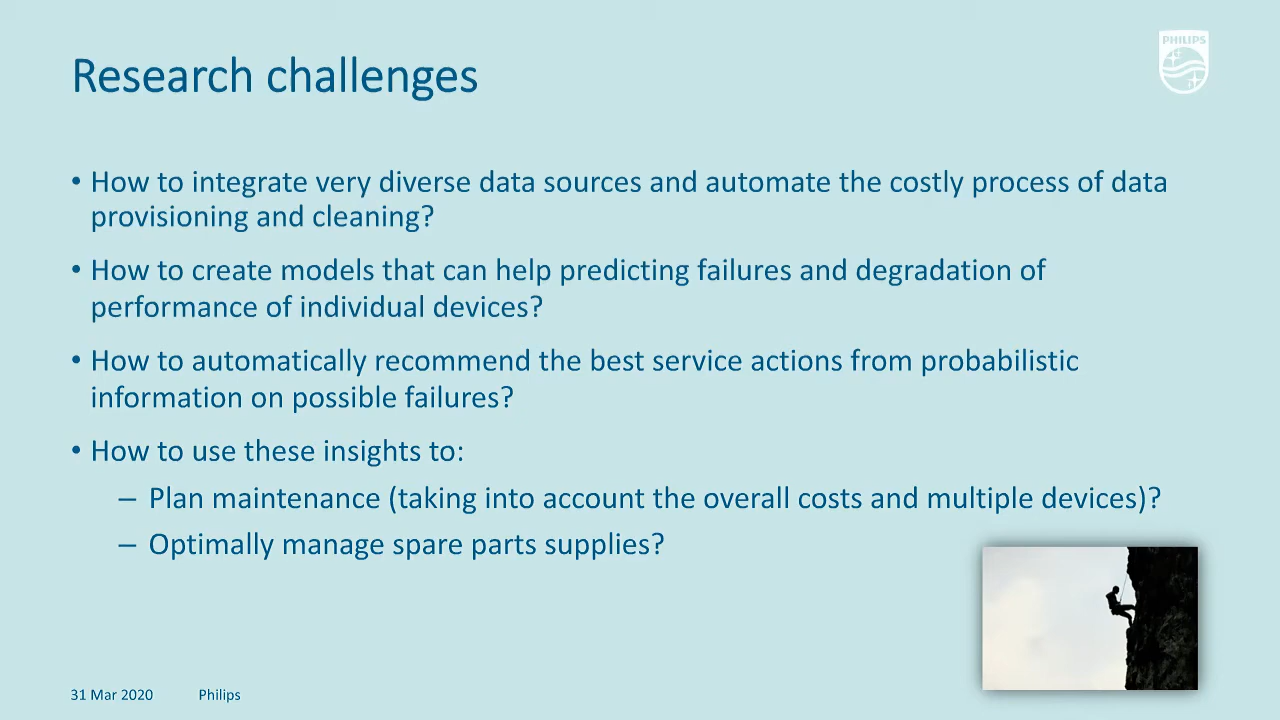 Research challenges
PHILIPS
• How to integrate very diverse data sources and automate the costly process of data
provisioning and cleaning?
• How to create models that can help predicting failures and degradation of
performance of individual devices?
• How to automatically recommend the best service actions from probabilistic
information on possible failures?
• How to use these insights to:
– Plan maintenance (taking into account the overall costs and multiple devices)?
– Optimally manage spare parts supplies?
31 Mar 2020 Philips